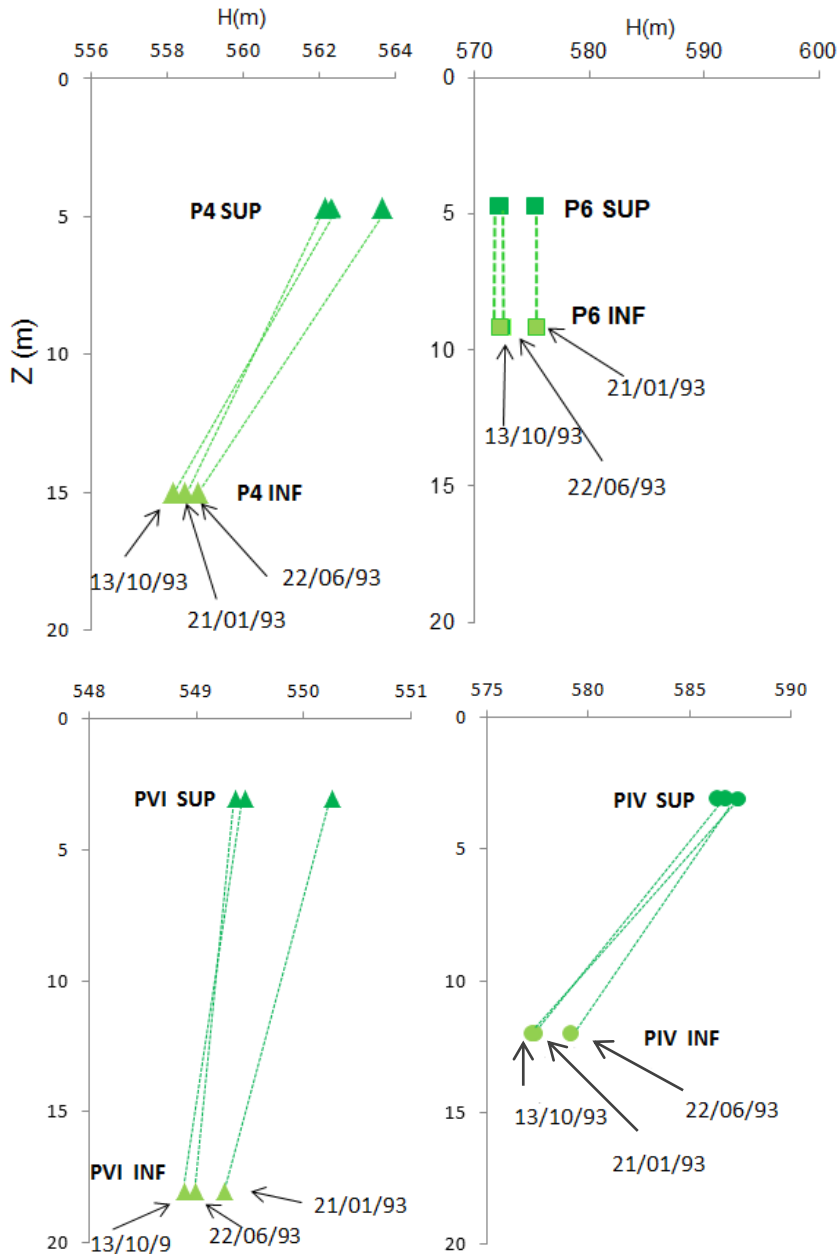 H(m)
556 558 560 562 564
0
5
10
15
20
Z (m)
P4 SUP
P4 INF
13/10/93
21/01/93
22/06/93
H(m)
570 580 590 600
0
5
10
15
20
P6 SUP
P6 INF
21/01/93
13/10/93
22/06/93
548 549 550 551
0
5
10
15
20
PVI SUP
PVI INF
13/10/9
22/06/93
21/01/93
575 580 585 590
0
5
10
15
20
PIV SUP
PIV INF
13/10/93
21/01/93
22/06/93